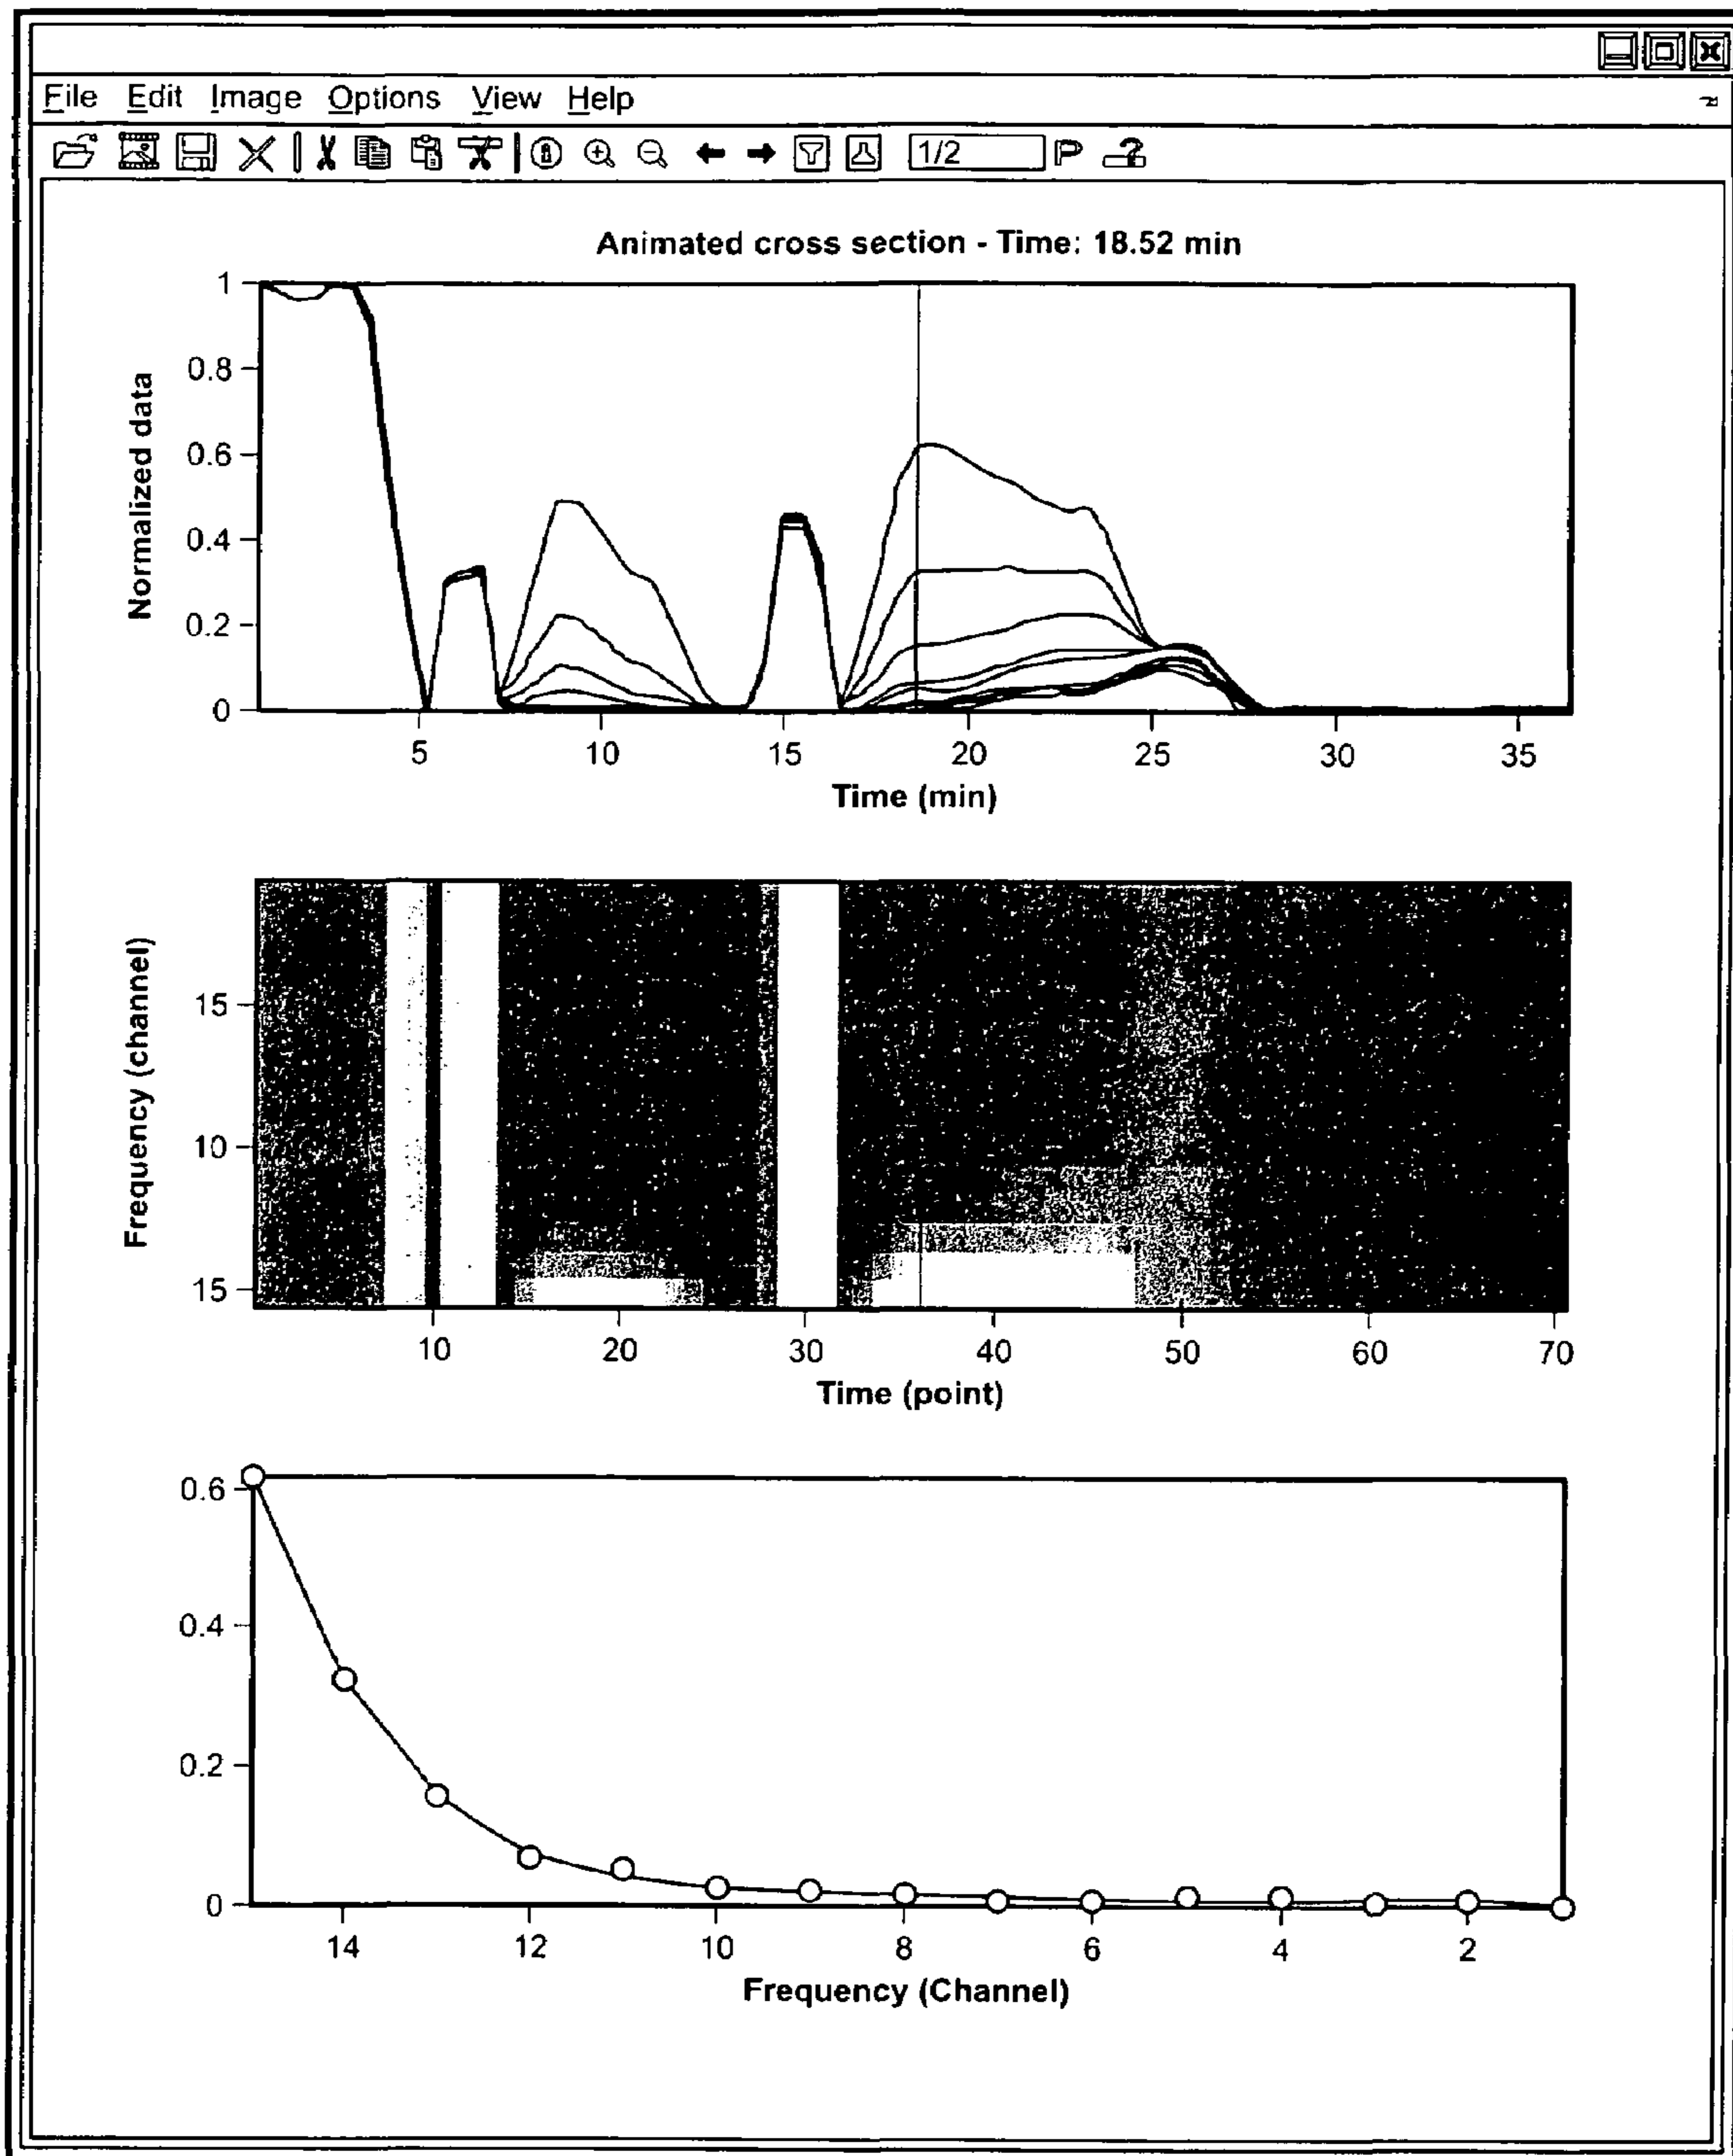 File Edit Image Options View Help
1/2 P ?
Animated cross section - Time: 18.52 min
Normalized data
1
0.8
0.6
0.4
0.2
0
5 10 15 20 25 30 35
Time (min)
Frequency (channel)
15
10
15
10 20 30 40 50 60 70
Time (point)
0.6
0.4
0.2
0
14 12 10 8 6 4 2
Frequency (Channel)